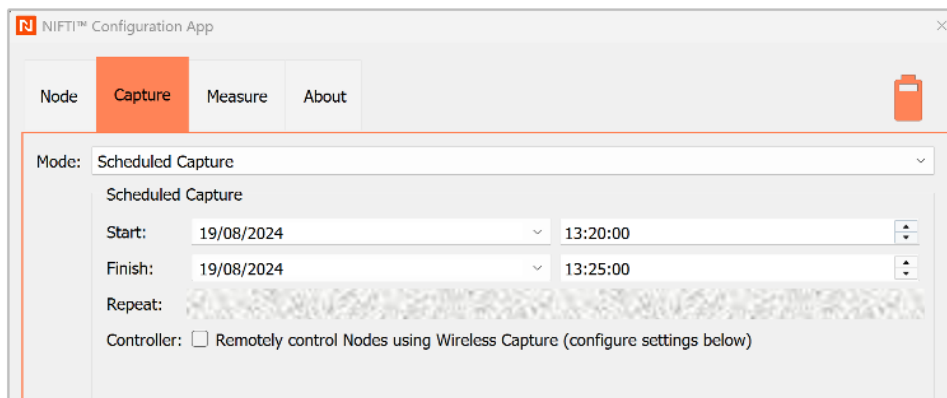 NIFTI™ Configuration App
Node Capture Measure About
Mode: Scheduled Capture
Scheduled Capture
Start: 19/08/2024 13:20:00
Finish: 19/08/2024 13:25:00
Repeat:
Controller: Remotely control Nodes using Wireless Capture (configure settings below)